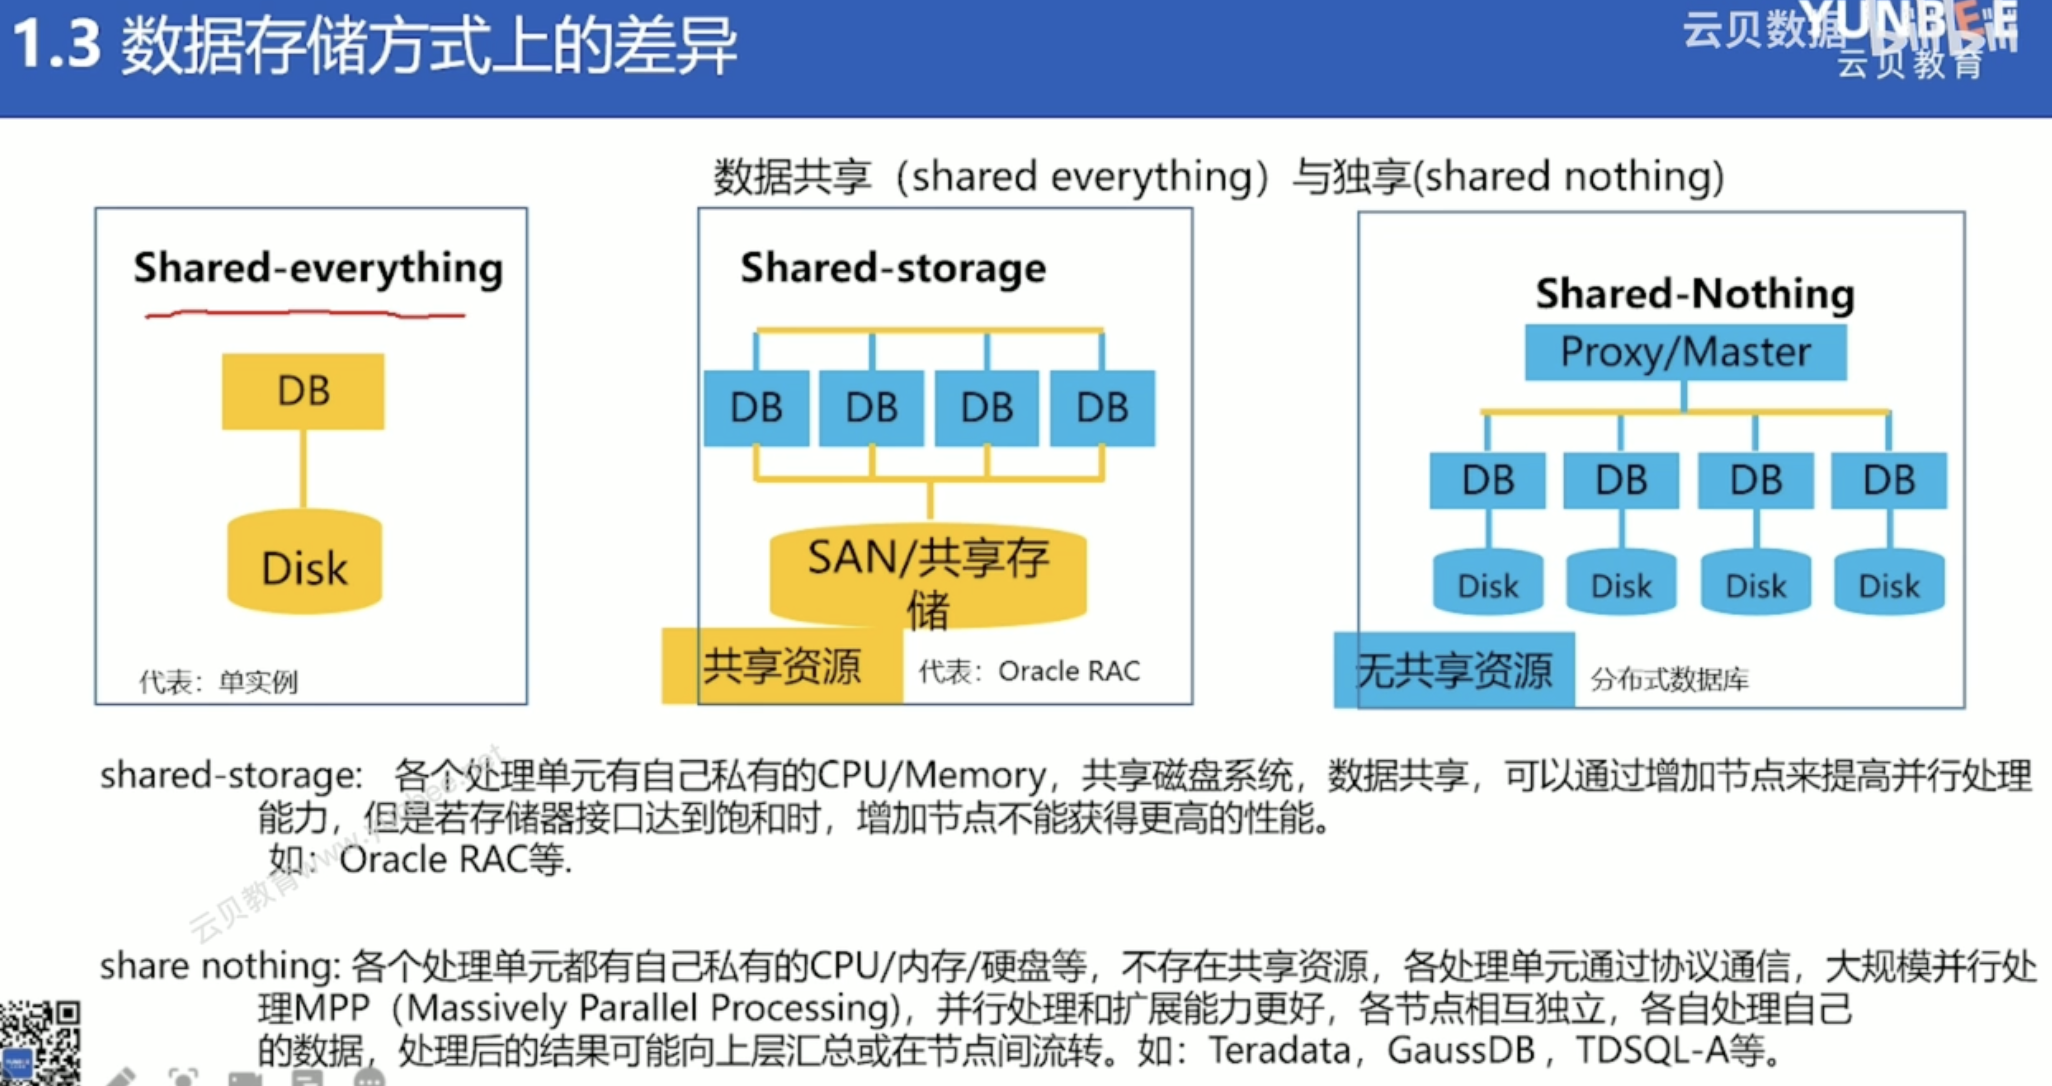 1.3 数据存储方式上的差异
云贝数据
YUNBEE
云贝教育
数据共享（shared everything）与独享(shared nothing)
Shared-everything
DB
Disk
代表：单实例
Shared-storage
DB DB DB DB
SAN/共享存
储
共享资源
代表：Oracle RAC
Shared-Nothing
Proxy/Master
DB DB DB DB
Disk Disk Disk Disk
无共享资源
分布式数据库
shared-storage: 各个处理单元有自己私有的CPU/Memory，共享磁盘系统，数据共享，可以通过增加节点来提高并行处理
能力，但是若存储器接口达到饱和时，增加节点不能获得更高的性能。
如：Oracle RAC等.
云贝教育www.yunbee.net
share nothing: 各个处理单元都有自己私有的CPU/内存/硬盘等，不存在共享资源，各处理单元通过协议通信，大规模并行处
理MPP（Massively Parallel Processing)，并行处理和扩展能力更好，各节点相互独立，各自处理自己
的数据，处理后的结果可能向上层汇总或在节点间流转。如：Teradata，GaussDB，TDSQL-A等。